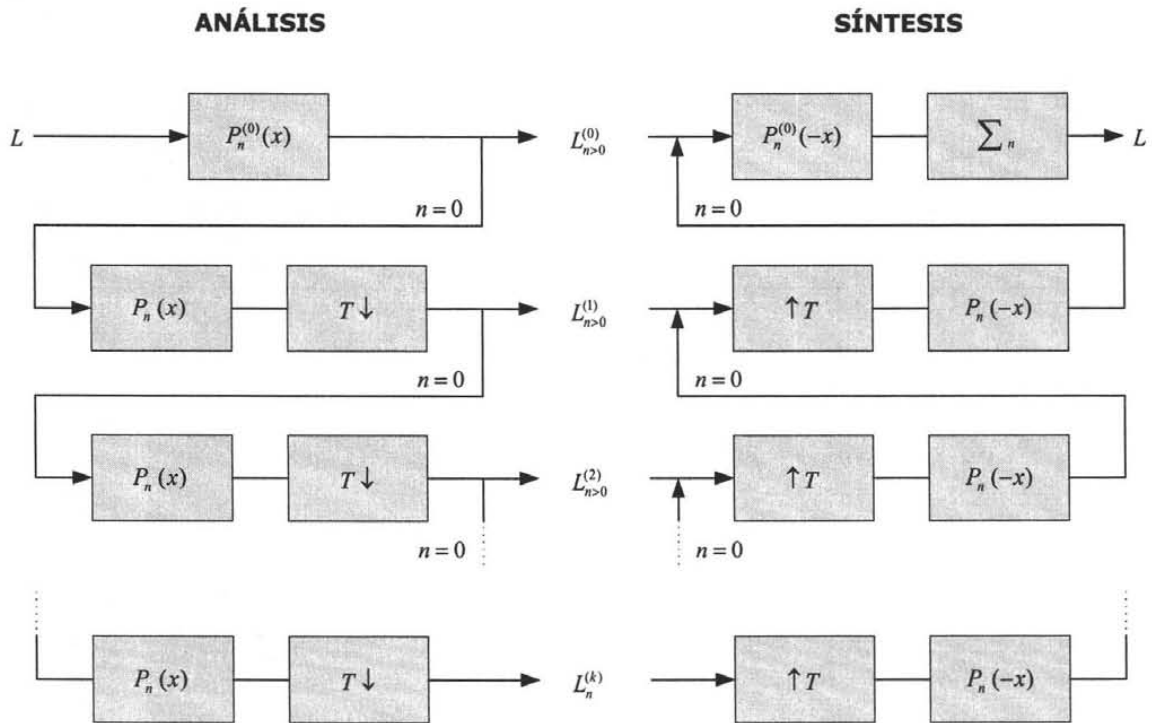 ANÁLISIS
SÍNTESIS
L
P_n^{(0)}(x)
L_{n>0}^{(0)}
P_n^{(0)}(-x)
∑_n
L
n = 0
n = 0
P_n(x)
T ↓
L_{n>0}^{(1)}
↑ T
P_n(-x)
n = 0
n = 0
P_n(x)
T ↓
L_{n>0}^{(2)}
↑ T
P_n(-x)
n = 0
n = 0
P_n(x)
T ↓
L_n^{(k)}
↑ T
P_n(-x)